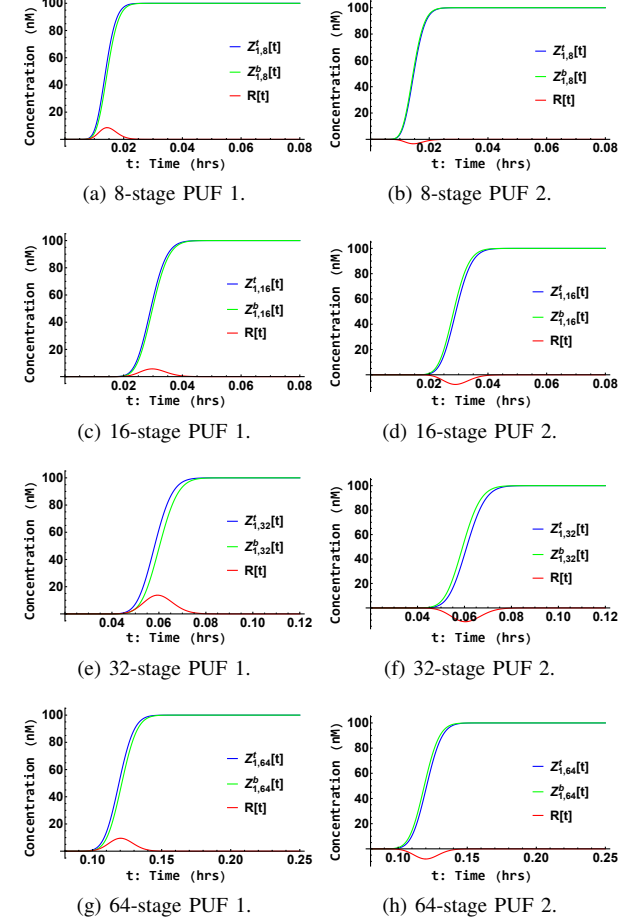 Concentration (nM)
100
80
60
40
20
Z^t_{1,8}[t]
Z^b_{1,8}[t]
R[t]
0.02 0.04 0.06 0.08
t: Time (hrs)
(a) 8-stage PUF 1.
Concentration (nM)
100
80
60
40
20
Z^t_{1,8}[t]
Z^b_{1,8}[t]
R[t]
0.02 0.04 0.06 0.08
t: Time (hrs)
(b) 8-stage PUF 2.
Concentration (nM)
100
80
60
40
20
Z^t_{1,16}[t]
Z^b_{1,16}[t]
R[t]
0.02 0.04 0.06 0.08
t: Time (hrs)
(c) 16-stage PUF 1.
Concentration (nM)
100
80
60
40
20
Z^t_{1,16}[t]
Z^b_{1,16}[t]
R[t]
0.02 0.04 0.06 0.08
t: Time (hrs)
(d) 16-stage PUF 2.
Concentration (nM)
100
80
60
40
20
Z^t_{1,32}[t]
Z^b_{1,32}[t]
R[t]
0.04 0.06 0.08 0.10 0.12
t: Time (hrs)
(e) 32-stage PUF 1.
Concentration (nM)
100
80
60
40
20
Z^t_{1,32}[t]
Z^b_{1,32}[t]
R[t]
0.04 0.06 0.08 0.10 0.12
t: Time (hrs)
(f) 32-stage PUF 2.
Concentration (nM)
100
80
60
40
20
Z^t_{1,64}[t]
Z^b_{1,64}[t]
R[t]
0.10 0.15 0.20 0.25
t: Time (hrs)
(g) 64-stage PUF 1.
Concentration (nM)
100
80
60
40
20
Z^t_{1,64}[t]
Z^b_{1,64}[t]
R[t]
0.10 0.15 0.20 0.25
t: Time (hrs)
(h) 64-stage PUF 2.